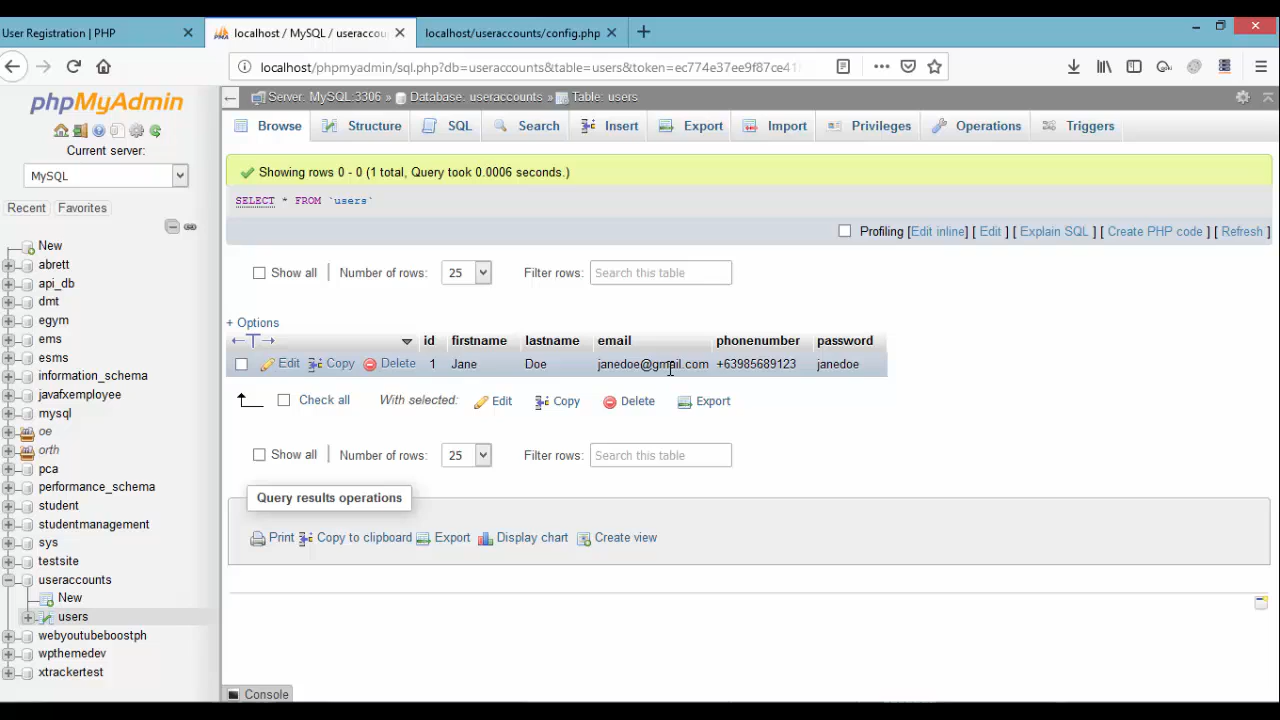 User Registration | PHP
localhost / MySQL / useraccou
localhost/useraccounts/config.php
localhost/phpmyadmin/sql.php?db=useraccounts&table=users&token=ec774e37ee9f87ce41
phpMyAdmin
Current server:
MySQL
Recent Favorites
New
abrett
api_db
dmt
egym
ems
esms
information_schema
javafxemployee
mysql
oe
orth
pca
performance_schema
student
studentmanagement
sys
testsite
useraccounts
New
users
webyoutubeboostph
wpthemedev
xtrackertest
Server: MySQL:3306 » Database: useraccounts » Table: users
Browse Structure SQL Search Insert Export Import Privileges Operations Triggers
Showing rows 0 - 0 (1 total, Query took 0.0006 seconds.)
SELECT * FROM `users`
Profiling [Edit inline] [ Edit ] [ Explain SQL ] [ Create PHP code ] [ Refresh ]
Show all | Number of rows: 25 Filter rows: Search this table
+ Options
id firstname lastname email phonenumber password
Edit Copy Delete 1 Jane Doe janedoe@gmail.com +63985689123 janedoe
Check all With selected: Edit Copy Delete Export
Show all | Number of rows: 25 Filter rows: Search this table
Query results operations
Print Copy to clipboard Export Display chart Create view
Console